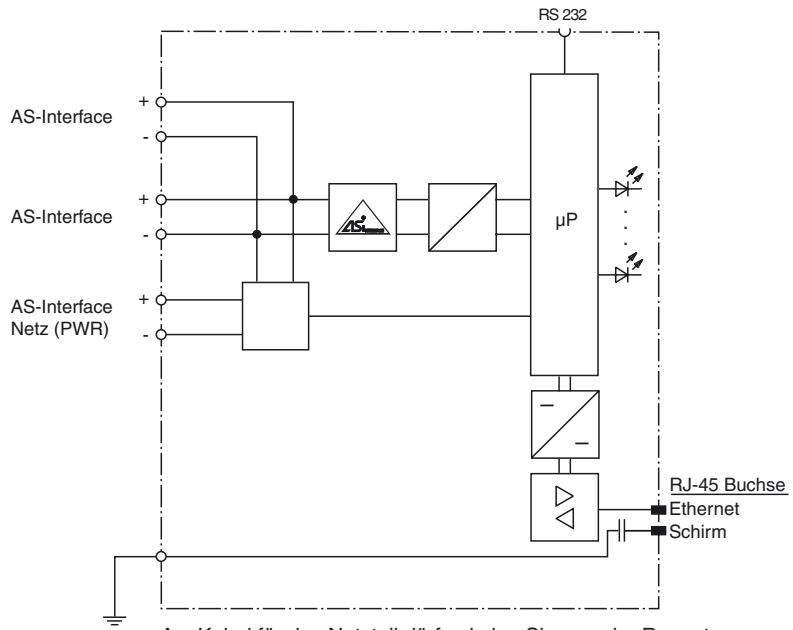 RS 232
+
AS-Interface
-
+
AS-Interface
-
µP
+
AS-Interface
Netz (PWR)
-
RJ-45 Buchse
Ethernet
Schirm